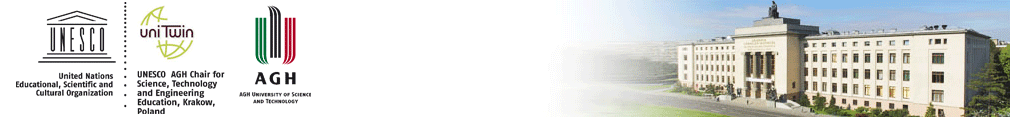 UNESCO
United Nations
Educational, Scientific and
Cultural Organization
uniTwin
UNESCO AGH Chair for
Science, Technology
and Engineering
Education, Krakow,
Poland
AGH
AGH UNIVERSITY OF SCIENCE
AND TECHNOLOGY